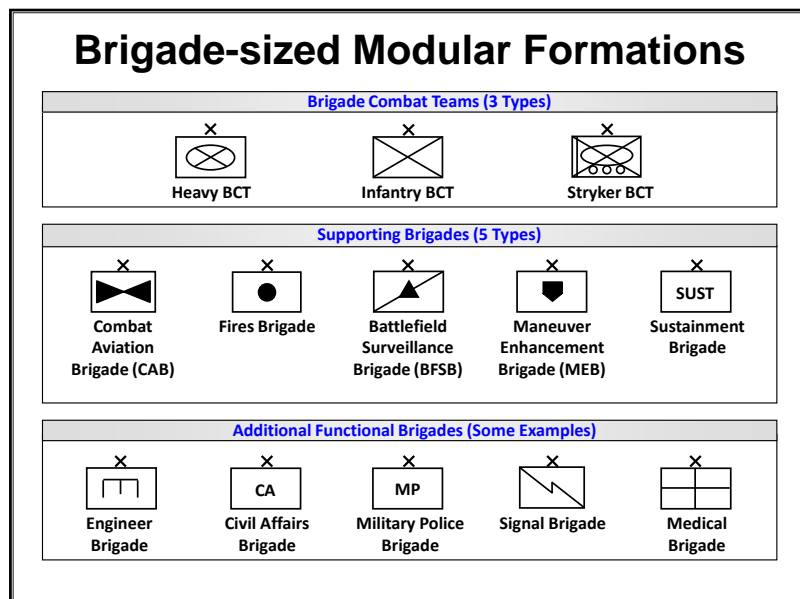 Brigade-sized Modular Formations
Brigade Combat Teams (3 Types)
Heavy BCT
Infantry BCT
Stryker BCT
Supporting Brigades (5 Types)
SUST
Combat
Aviation
Brigade (CAB)
Fires Brigade
Battlefield
Surveillance
Brigade (BFSB)
Maneuver
Enhancement
Brigade (MEB)
Sustainment
Brigade
Additional Functional Brigades (Some Examples)
CA
MP
Engineer
Brigade
Civil Affairs
Brigade
Military Police
Brigade
Signal Brigade
Medical
Brigade